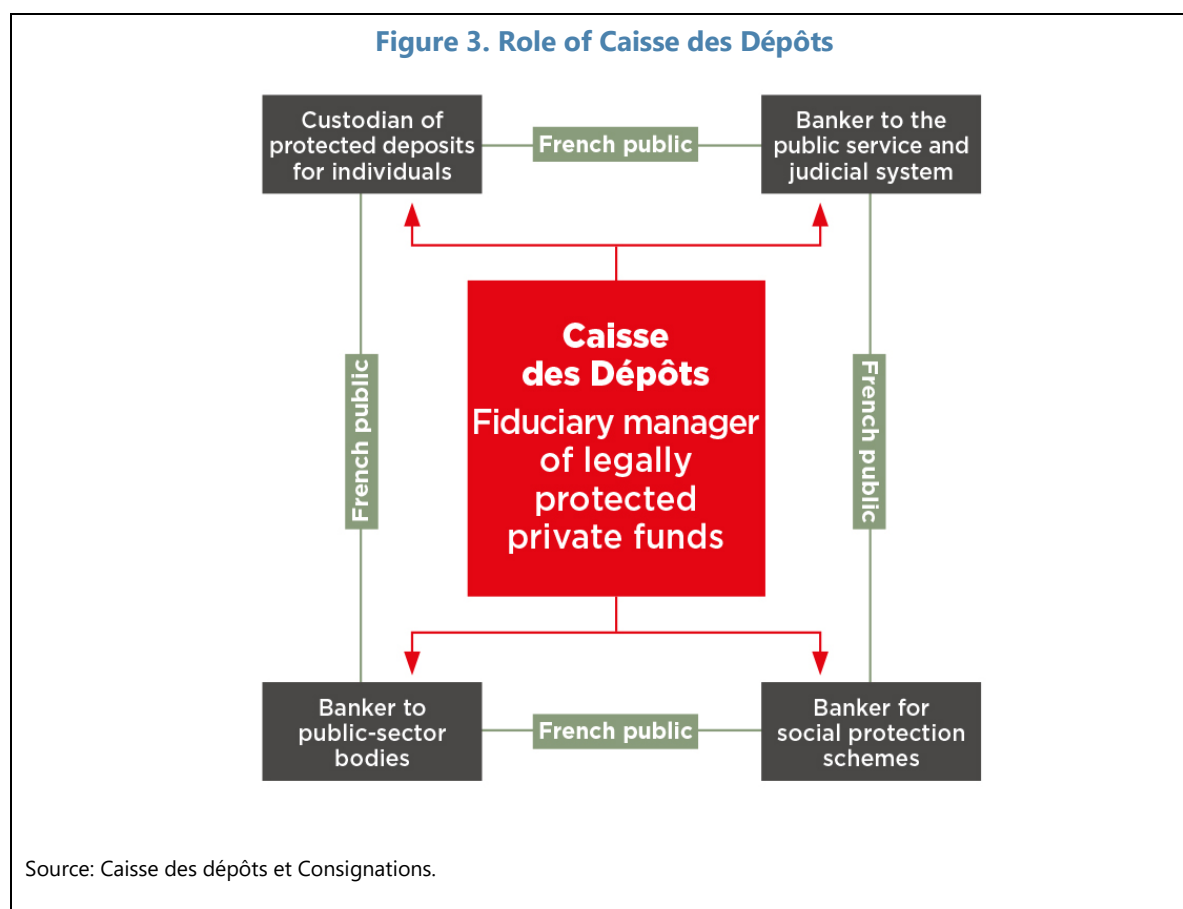 Figure 3. Role of Caisse des Dépôts
Custodian of
protected deposits
for individuals
French public
Banker to the
public service and
judicial system
French public
Caisse
des Dépôts
Fiduciary manager
of legally
protected
private funds
French public
Banker to
public-sector
bodies
French public
Banker for
social protection
schemes
Source: Caisse des dépôts et Consignations.